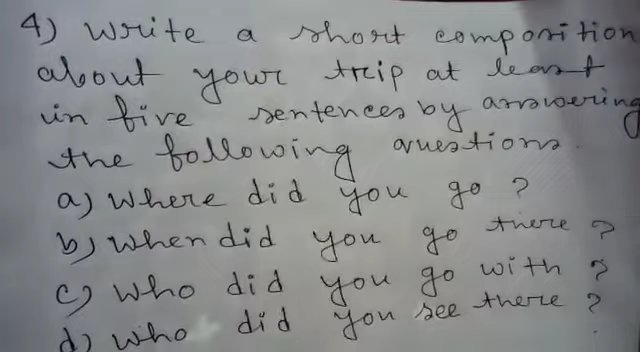 4) Write a short composition
about your trip at least
in five sentences by answering
the following questions.
a) Where did you go ?
b) When did you go there ?
c) Who did you go with ?
d) Who did you see there ?